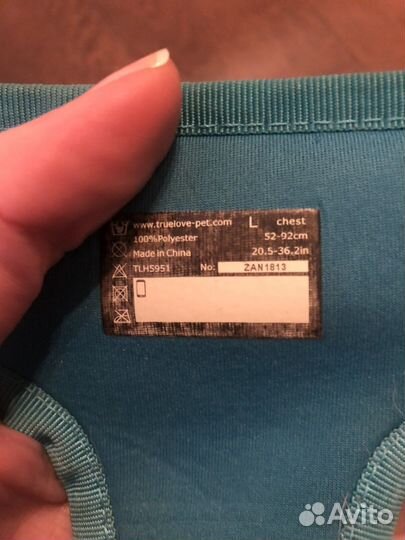 www.truelove-pet.com L chest
100%Polyester 52-92cm
Made in China 20.5-36.2in
TLH5951 No: ZAN1813
Avito